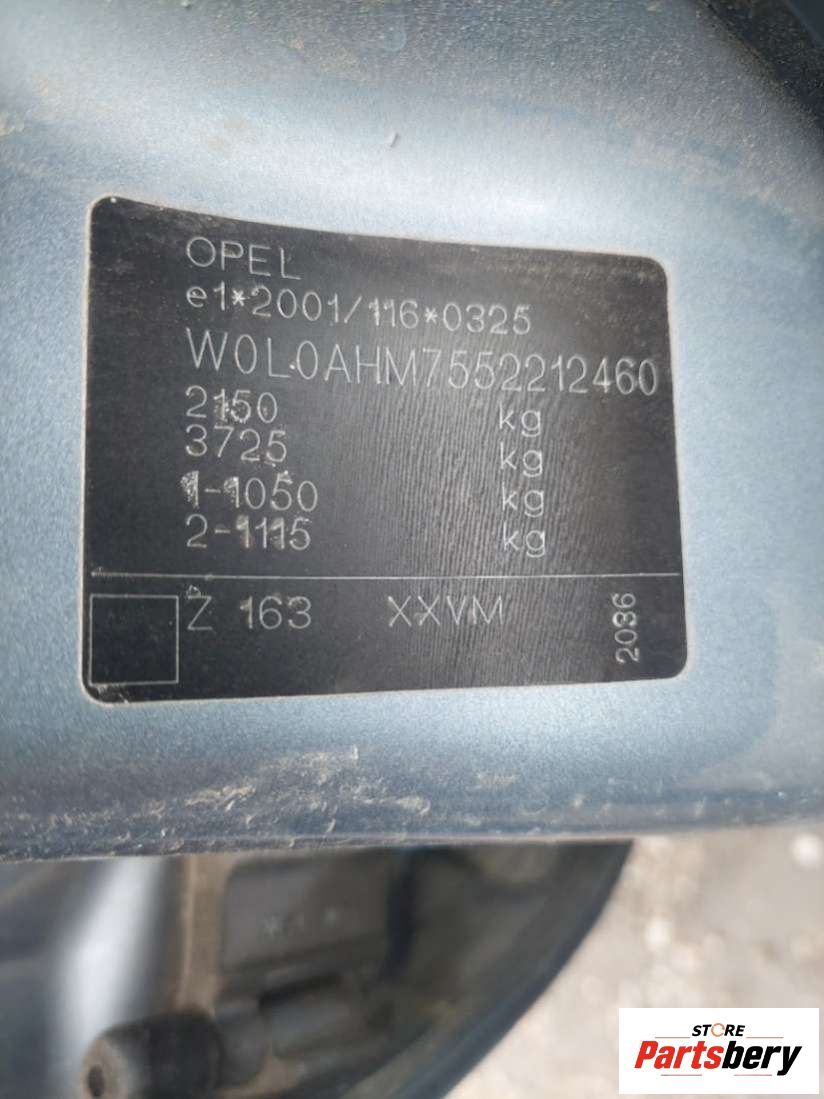 OPEL
e1*2001/116*0325
W0L0AHM7552212460
2150 kg
3725 kg
1-1050 kg
2-1115 kg
Z 163 XXVM
2036
STORE
Partsbery